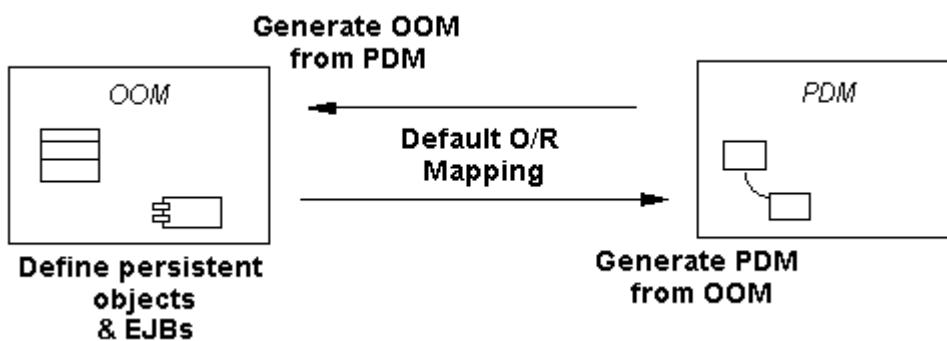 Generate OOM
from PDM
OOM
PDM
Default O/R
Mapping
Define persistent
objects
& EJBs
Generate PDM
from OOM